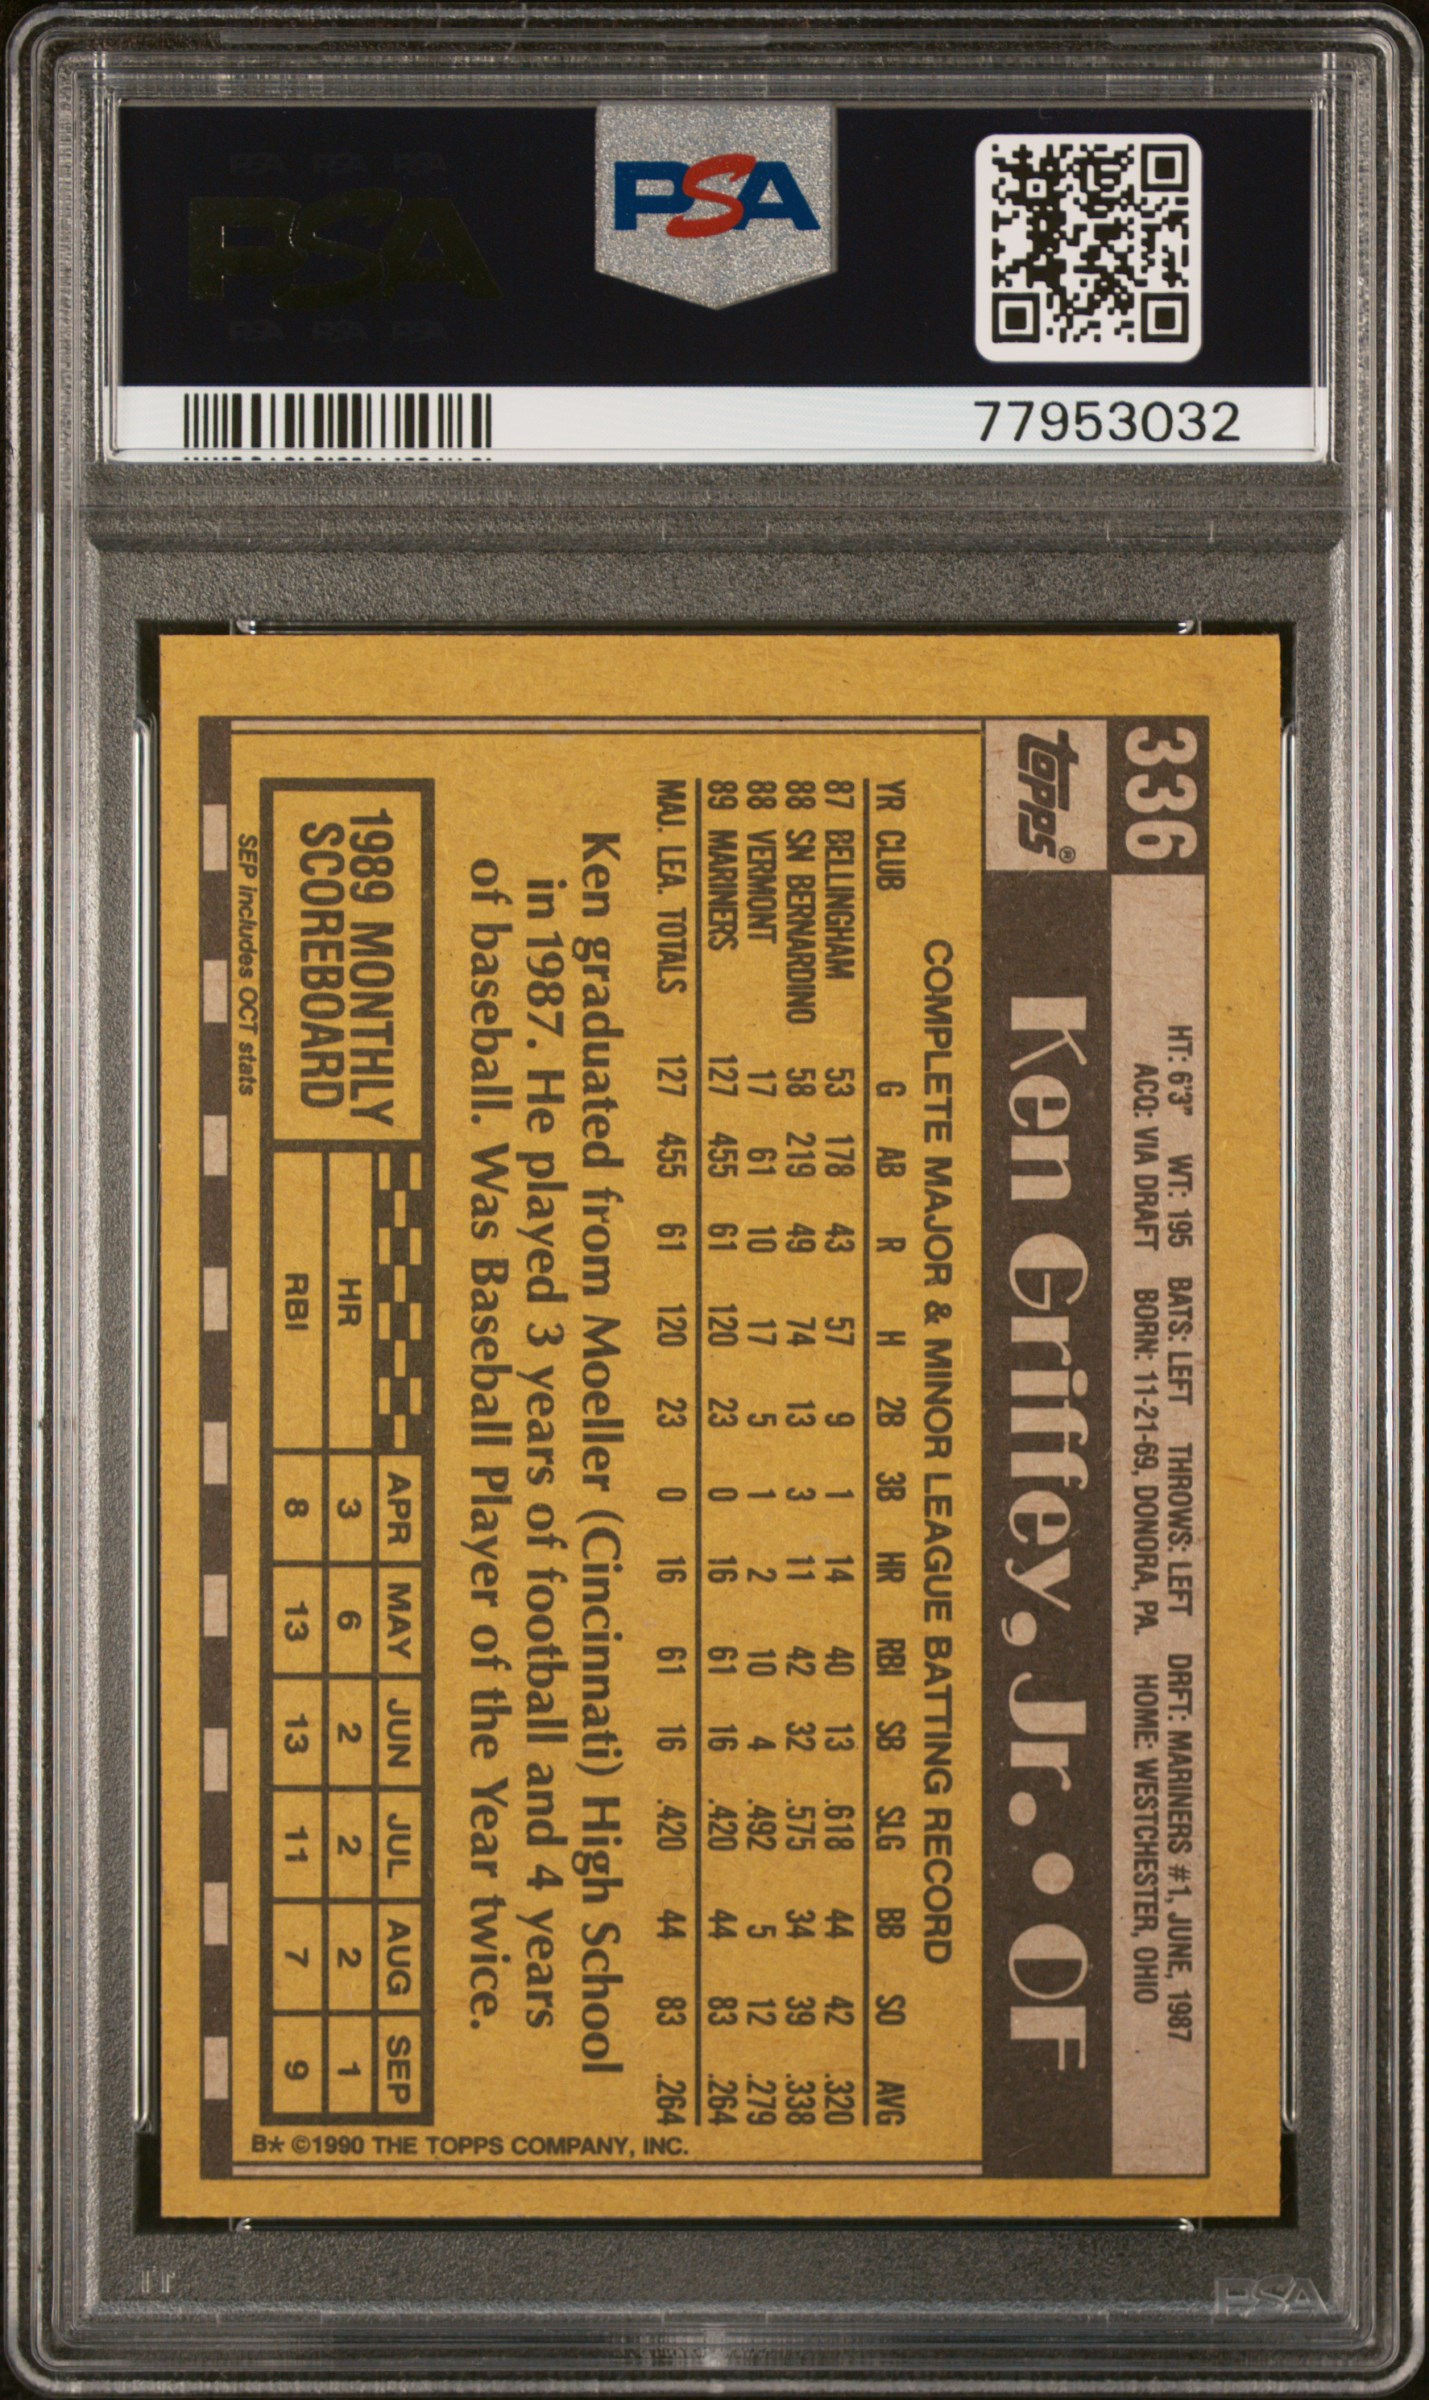 PSA PSA PSA
PSA
PSA PSA PSA
PSA
77953032
336
HT: 6'3" WT: 195 BATS: LEFT THROWS: LEFT DRFT: MARINERS #1, JUNE, 1987
ACQ: VIA DRAFT BORN: 11-21-69, DONORA, PA. HOME: WESTCHESTER, OHIO
topps®
Ken Griffey, Jr. • OF
COMPLETE MAJOR & MINOR LEAGUE BATTING RECORD
YR CLUB G AB R H 2B 3B HR RBI SB SLG BB SO AVG
87 BELLINGHAM 53 178 43 57 9 1 14 40 13 .618 44 42 .320
88 SN BERNARDINO 58 219 49 74 13 3 11 42 32 .575 34 39 .338
88 VERMONT 17 61 10 17 5 1 2 10 4 .492 5 12 .279
89 MARINERS 127 455 61 120 23 0 16 61 16 .420 44 83 .264
MAJ. LEA. TOTALS 127 455 61 120 23 0 16 61 16 .420 44 83 .264
Ken graduated from Moeller (Cincinnati) High School
in 1987. He played 3 years of football and 4 years
of baseball. Was Baseball Player of the Year twice.
1989 MONTHLY
SCOREBOARD
APR MAY JUN JUL AUG SEP
HR 3 6 2 2 2 1
RBI 8 13 13 11 7 9
SEP includes OCT stats
B* ©1990 THE TOPPS COMPANY, INC.
PSA